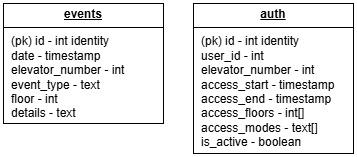 events
(pk) id - int identity
date - timestamp
elevator_number - int
event_type - text
floor - int
details - text
auth
(pk) id - int identity
user_id - int
elevator_number - int
access_start - timestamp
access_end - timestamp
access_floors - int[]
access_modes - text[]
is_active - boolean